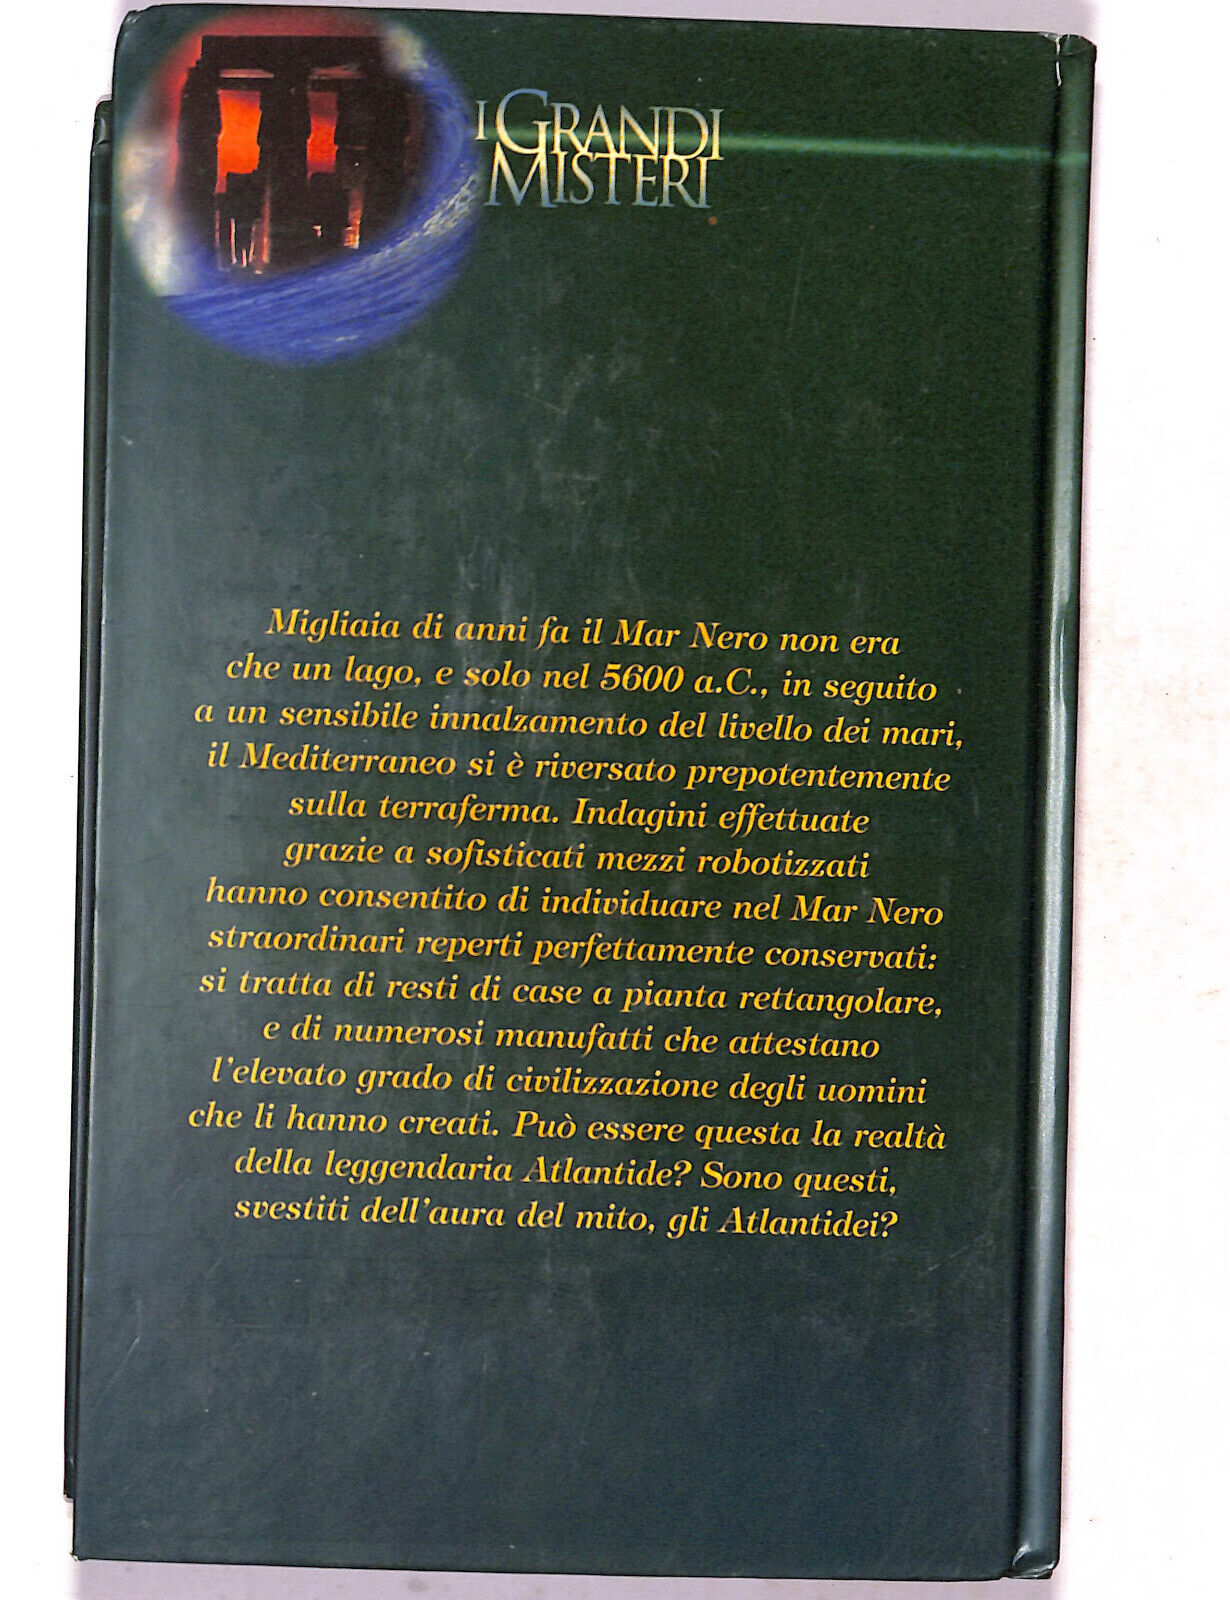 I GRANDI
MISTERI
Migliaia di anni fa il Mar Nero non era
che un lago, e solo nel 5600 a.C., in seguito
a un sensibile innalzamento del livello dei mari,
il Mediterraneo si è riversato prepotentemente
sulla terraferma. Indagini effettuate
grazie a sofisticati mezzi robotizzati
hanno consentito di individuare nel Mar Nero
straordinari reperti perfettamente conservati:
si tratta di resti di case a pianta rettangolare,
e di numerosi manufatti che attestano
l'elevato grado di civilizzazione degli uomini
che li hanno creati. Può essere questa la realtà
della leggendaria Atlantide? Sono questi,
svestiti dell'aura del mito, gli Atlantidei?